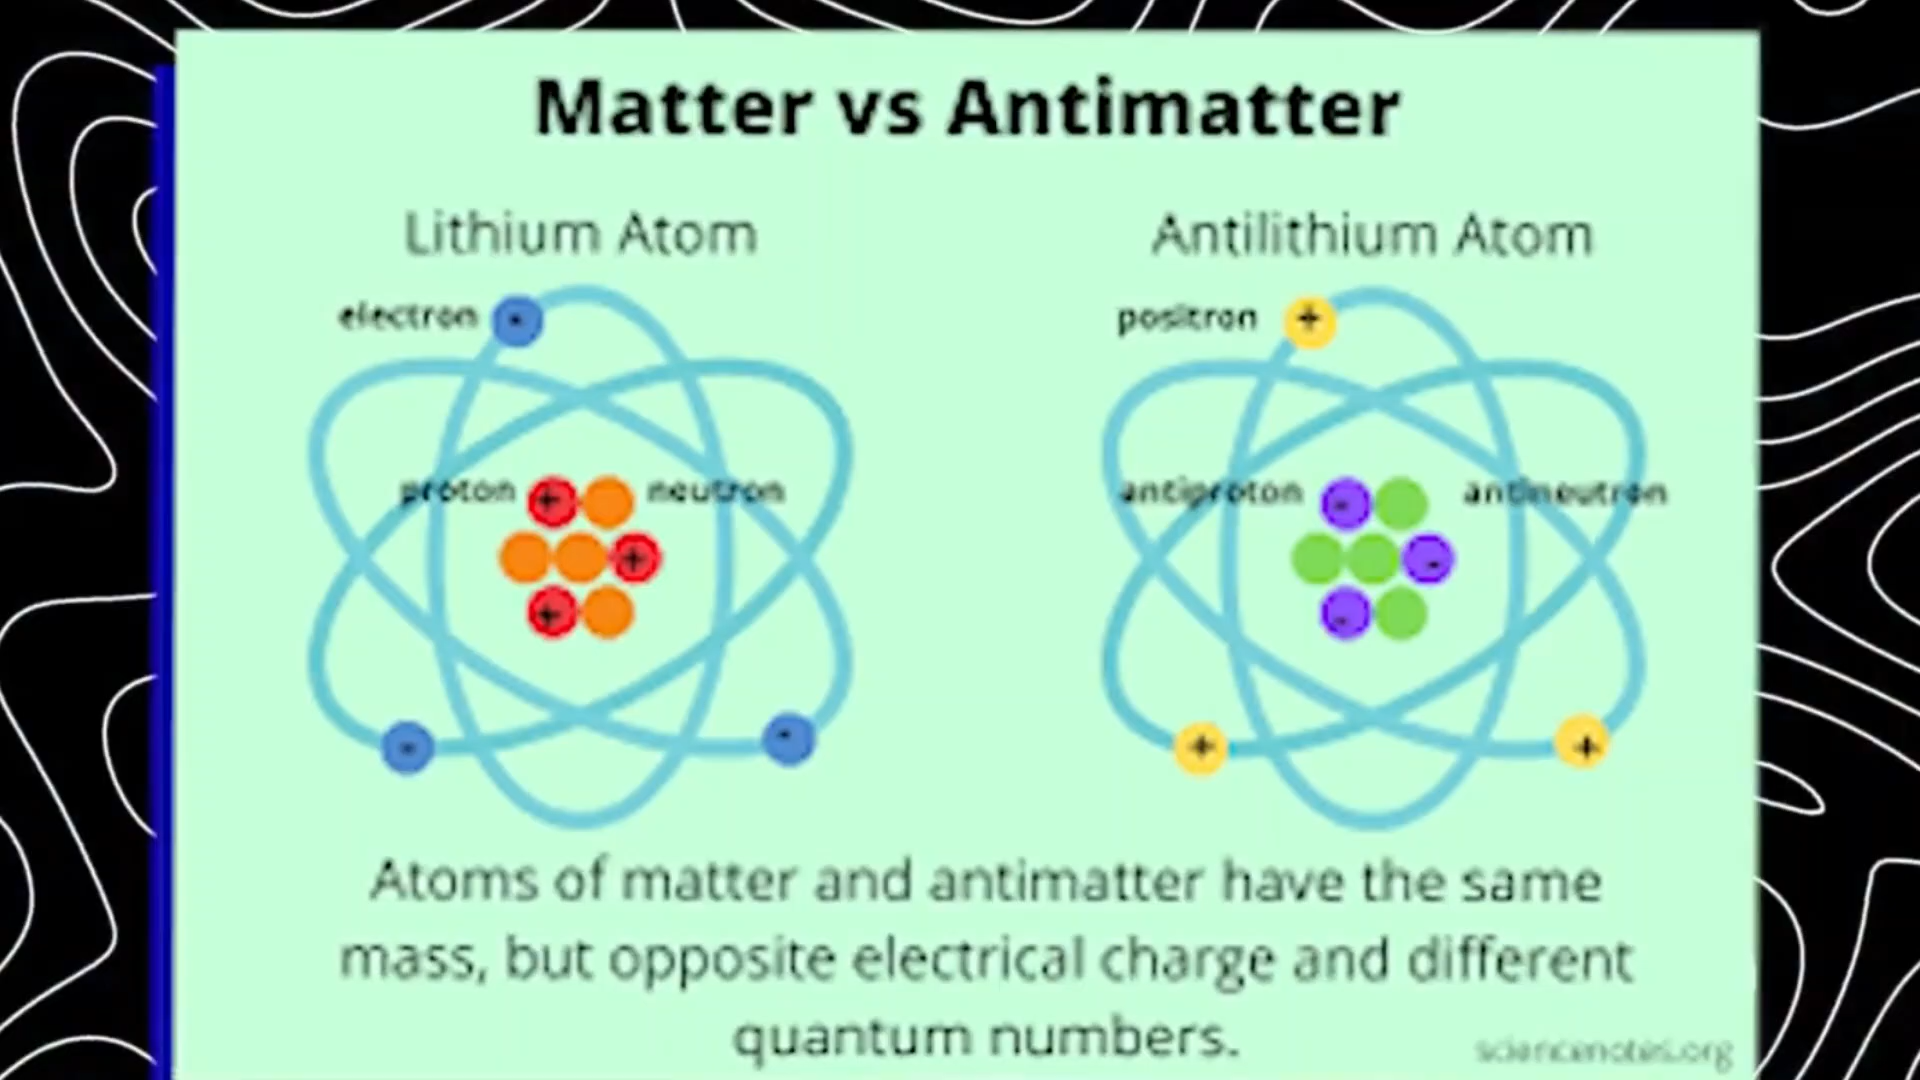 Matter vs Antimatter
Lithium Atom
Antilithium Atom
electron
positron
proton
neutron
antiproton
antineutron
+
+
+
-
-
-
-
-
-
+
+
+
Atoms of matter and antimatter have the same
mass, but opposite electrical charge and different
quantum numbers.
sciencenotes.org